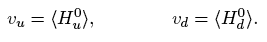 v_u = ⟨H_u^0⟩, v_d = ⟨H_d^0⟩.